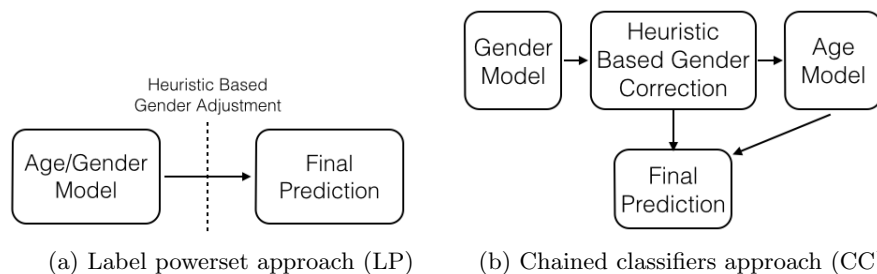 Heuristic Based
Gender Adjustment
Age/Gender
Model
Final
Prediction
(a) Label powerset approach (LP)
Gender
Model
Heuristic
Based Gender
Correction
Age
Model
Final
Prediction
(b) Chained classifiers approach (CC